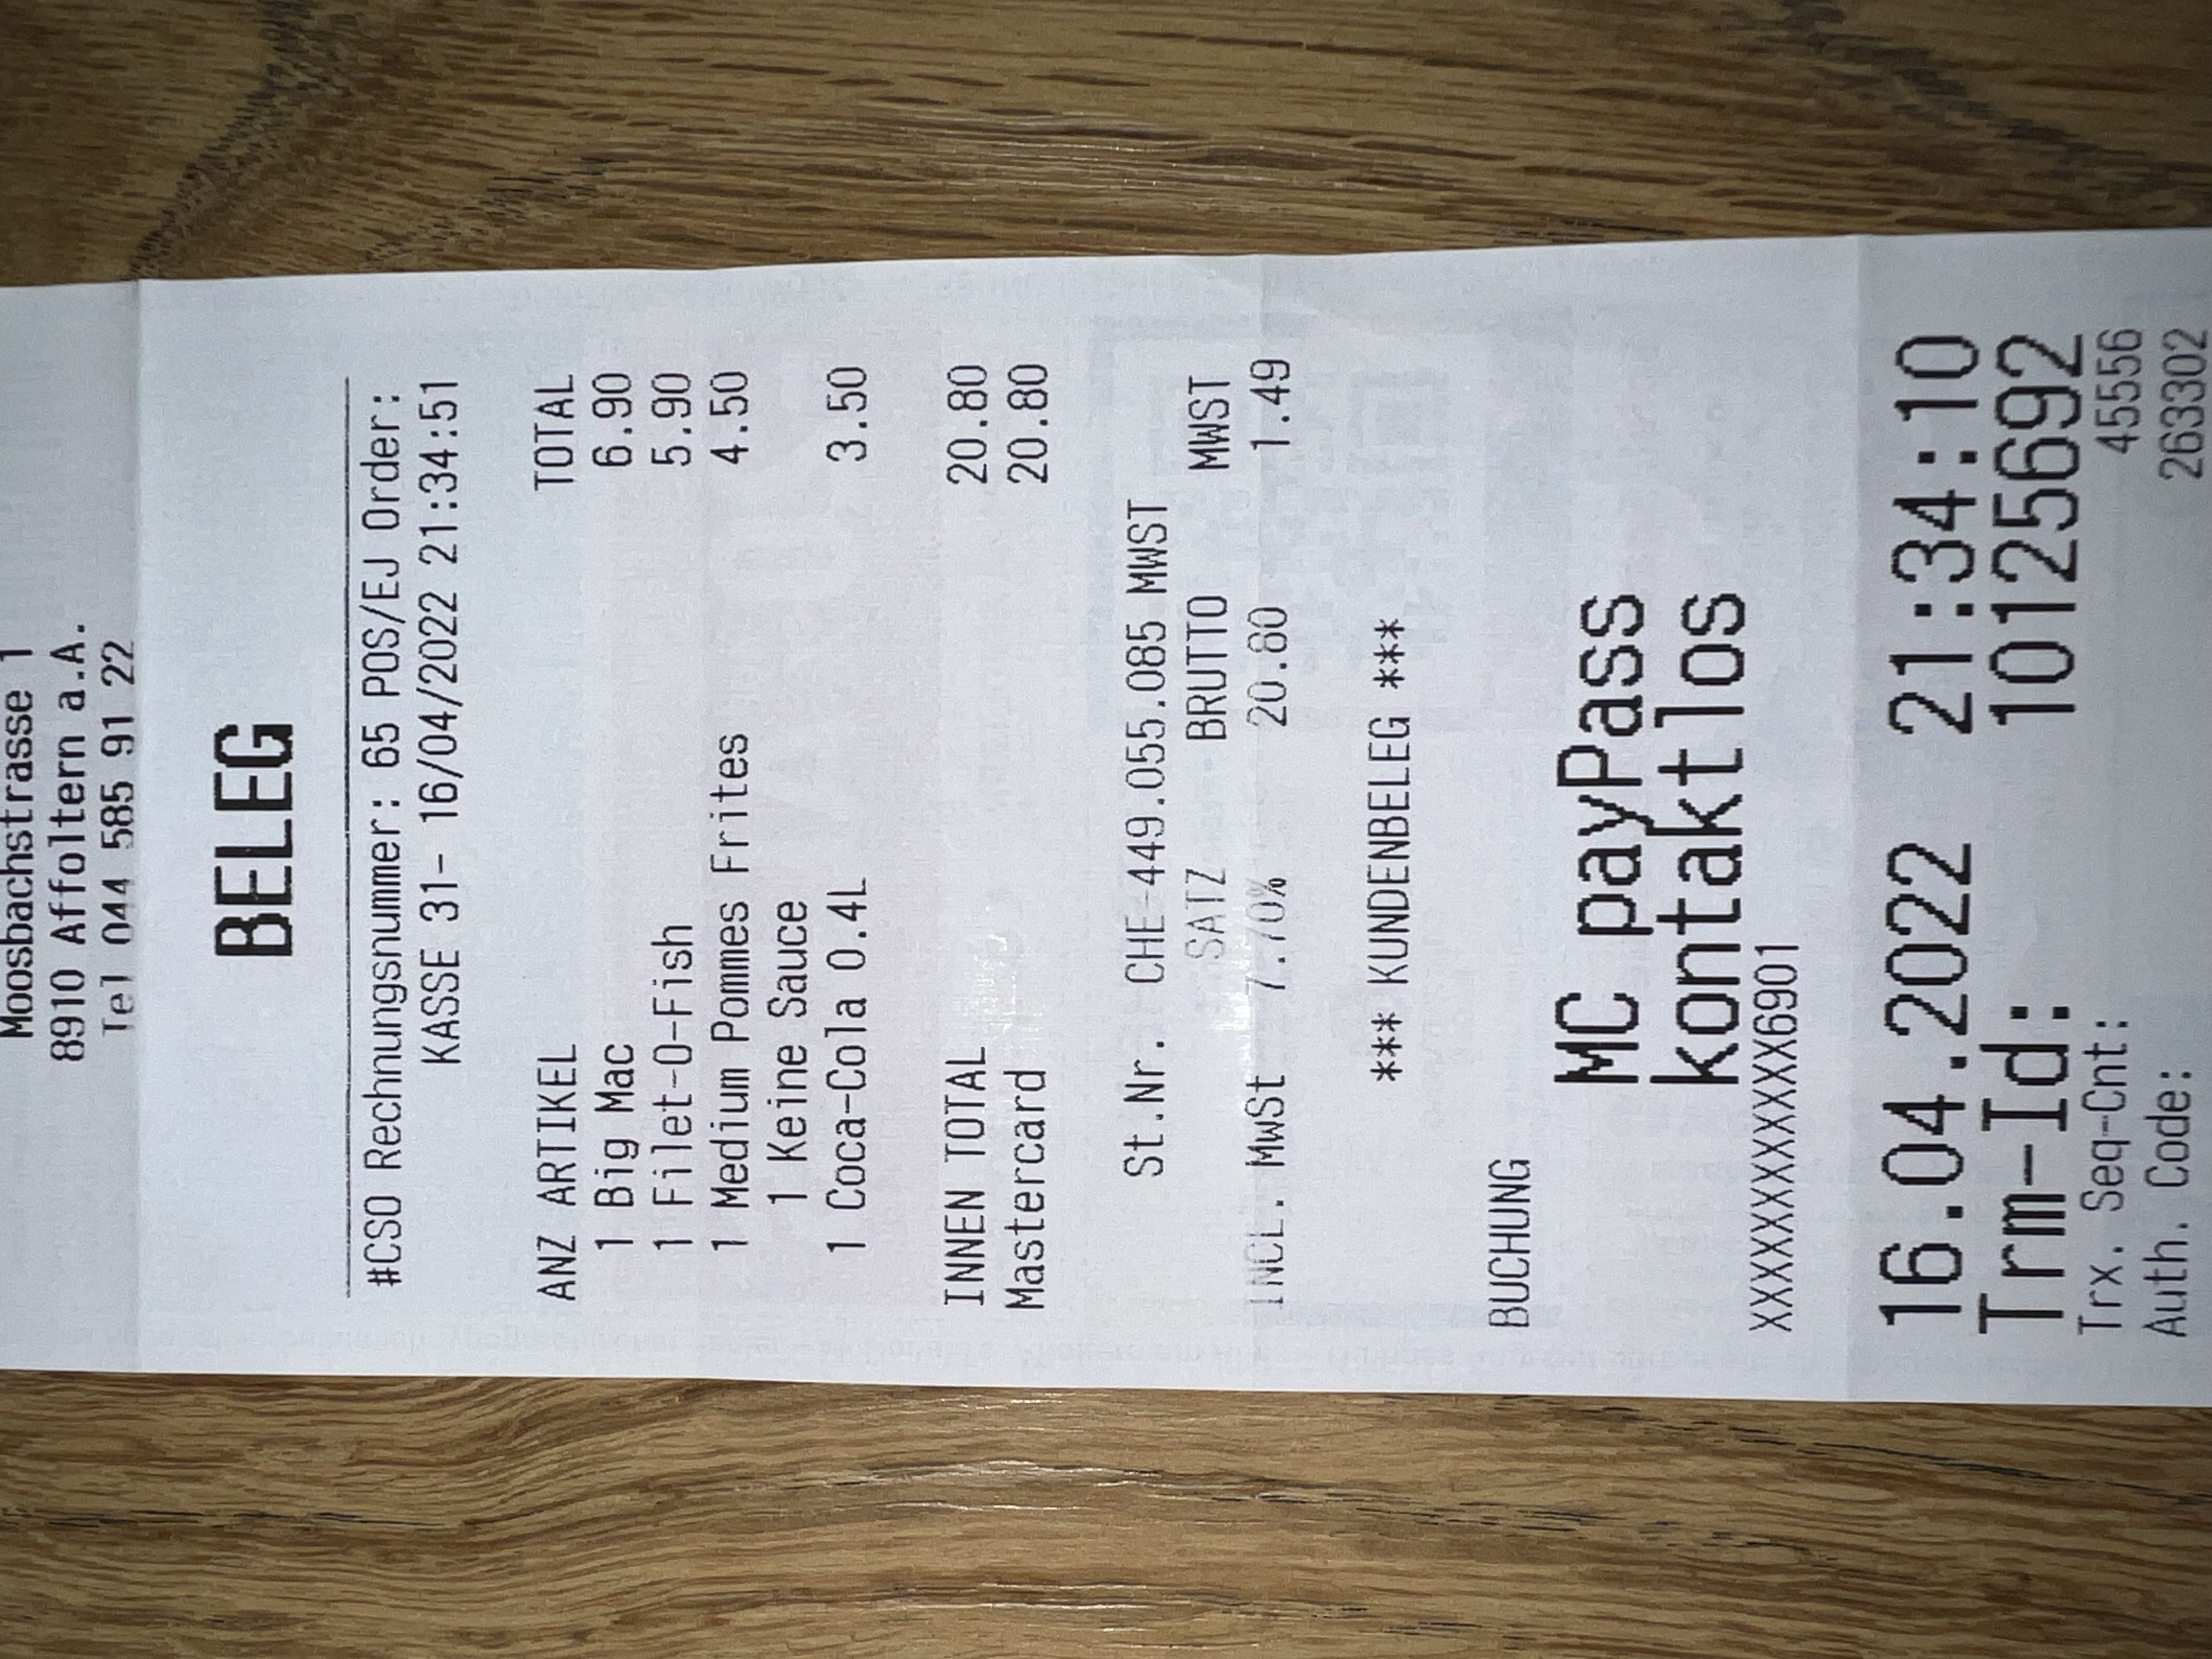 Moosbachstrasse 1
8910 Affoltern a.A.
Tel 044 585 91 22
BELEG
#CSO Rechnungsnummer: 65 POS/EJ Order:
KASSE 31- 16/04/2022 21:34:51
ANZ ARTIKEL TOTAL
1 Big Mac 6.90
1 Filet-O-Fish 5.90
1 Medium Pommes Frites 4.50
1 Keine Sauce
1 Coca-Cola 0.4L 3.50
INNEN TOTAL 20.80
Mastercard 20.80
St.Nr. CHE-449.055.085 MWST
SATZ BRUTTO MWST
INCL. MwSt 7.70% 20.80 1.49
*** KUNDENBELEG ***
BUCHUNG
MC payPass
kontaktlos
XXXXXXXXXXXX6901
16.04.2022 21:34:10
Trm-Id: 10125692
Trx. Seq-Cnt: 45556
Auth. Code: 263302